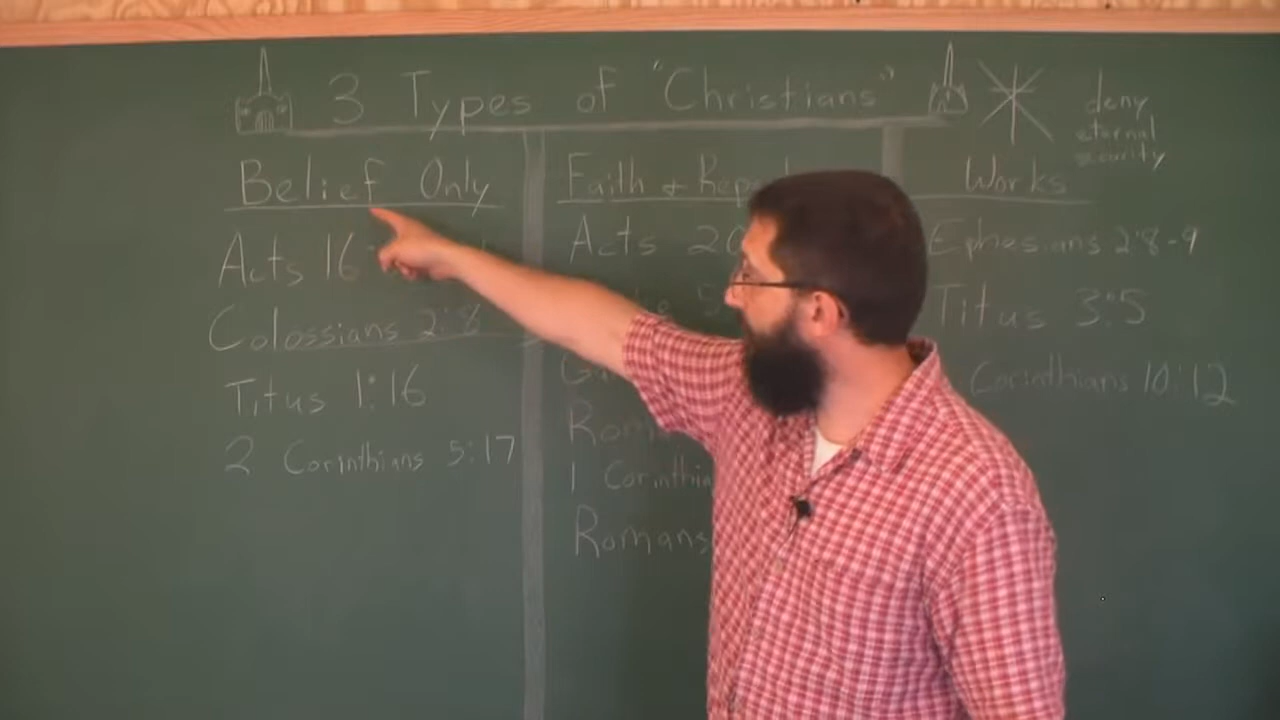 3 Types of "Christians"
deny
eternal
security
Belief Only
Acts 16
Colossians 2:8
Titus 1:16
2 Corinthians 5:17
Faith & Rep
Acts 20
1 Corinthia
Romans
Works
Ephesians 2:8-9
Titus 3:5
Corinthians 10:12